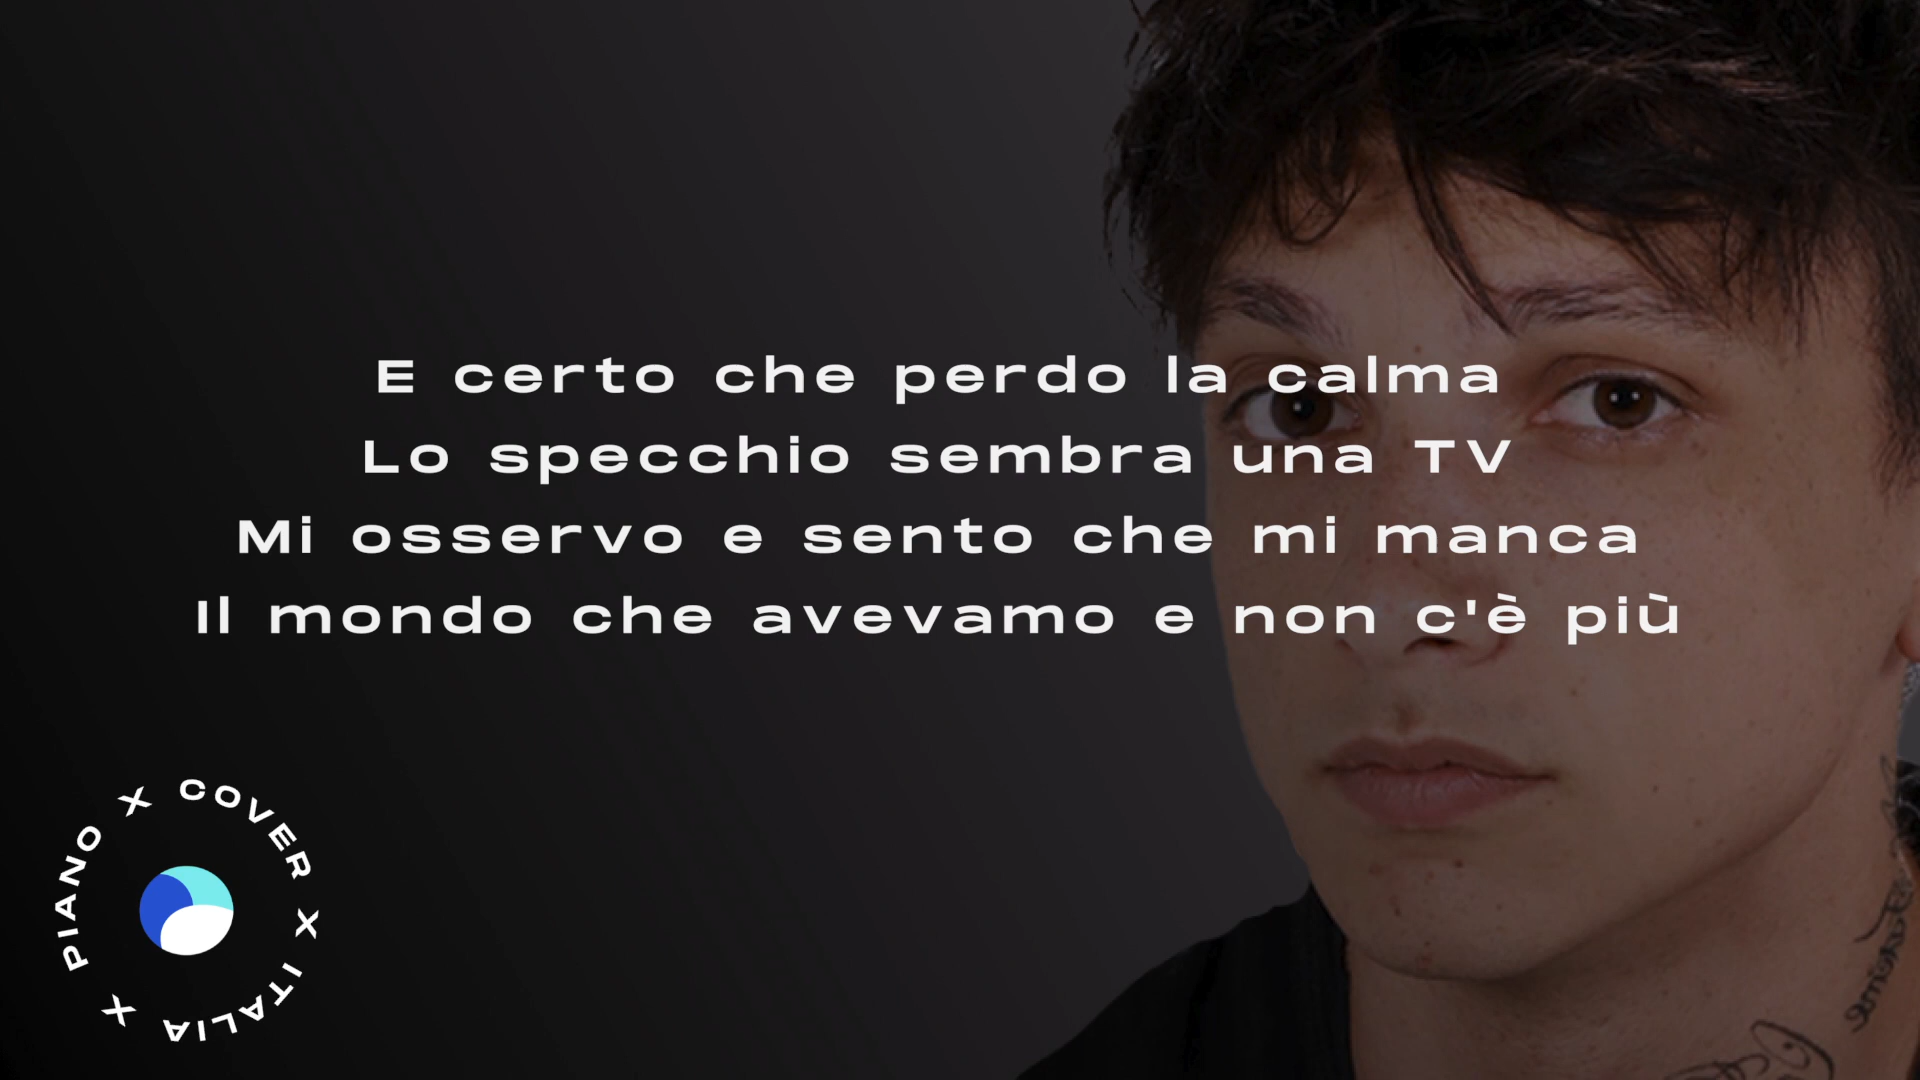 E certo che perdo la calma
Lo specchio sembra una TV
Mi osservo e sento che mi manca
Il mondo che avevamo e non c'è più
PIANO X COVER X ITALIA X